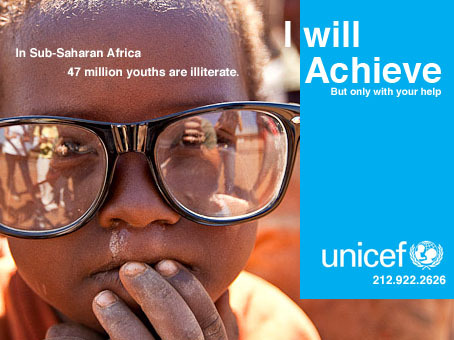 In Sub-Saharan Africa
47 million youths are illiterate.
I will
Achieve
But only with your help
unicef
212.922.2626